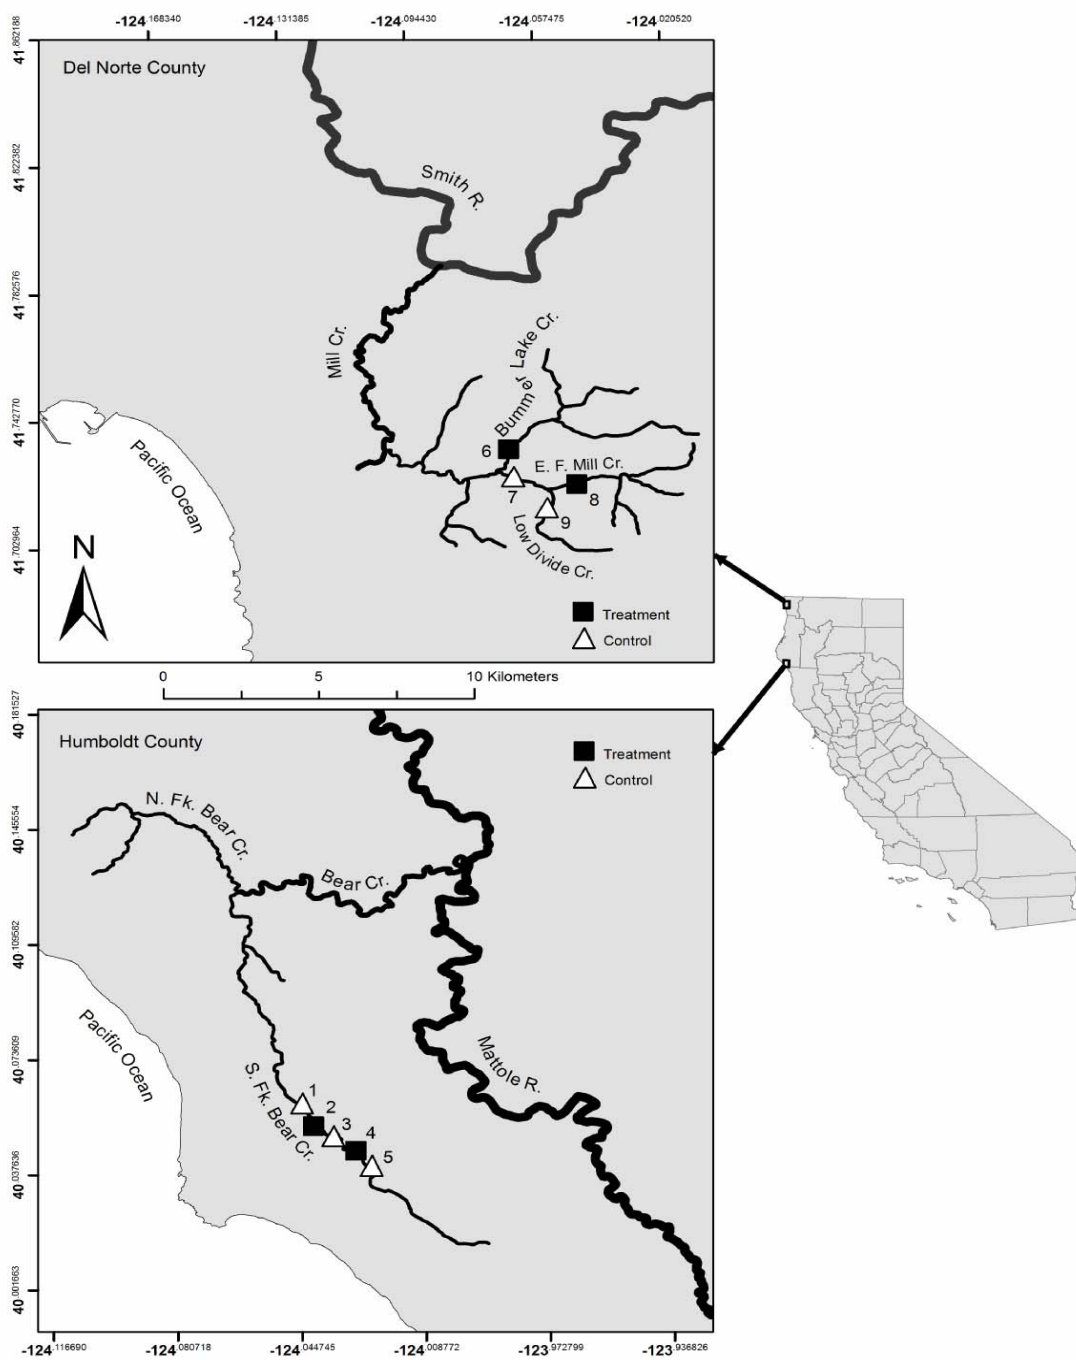 -124.168340 -124.131385 -124.094430 -124.057475 -124.020520
41.862188
Del Norte County
41.822382
Smith R.
41.782576
Mill Cr.
Bummer Lake Cr.
41.742770
Pacific Ocean
6
E. F. Mill Cr.
7
8
9
Low Divide Cr.
41.702964
N
Treatment
Control
0 5 10 Kilometers
40.181527
Humboldt County
Treatment
Control
N. Fk. Bear Cr.
40.145554
Bear Cr.
40.109582
Pacific Ocean
40.073609
Mattole R.
S. Fk. Bear Cr.
1
2
3
4
5
40.037636
40.001663
-124.116690 -124.080718 -124.044745 -124.008772 -123.972799 -123.936826